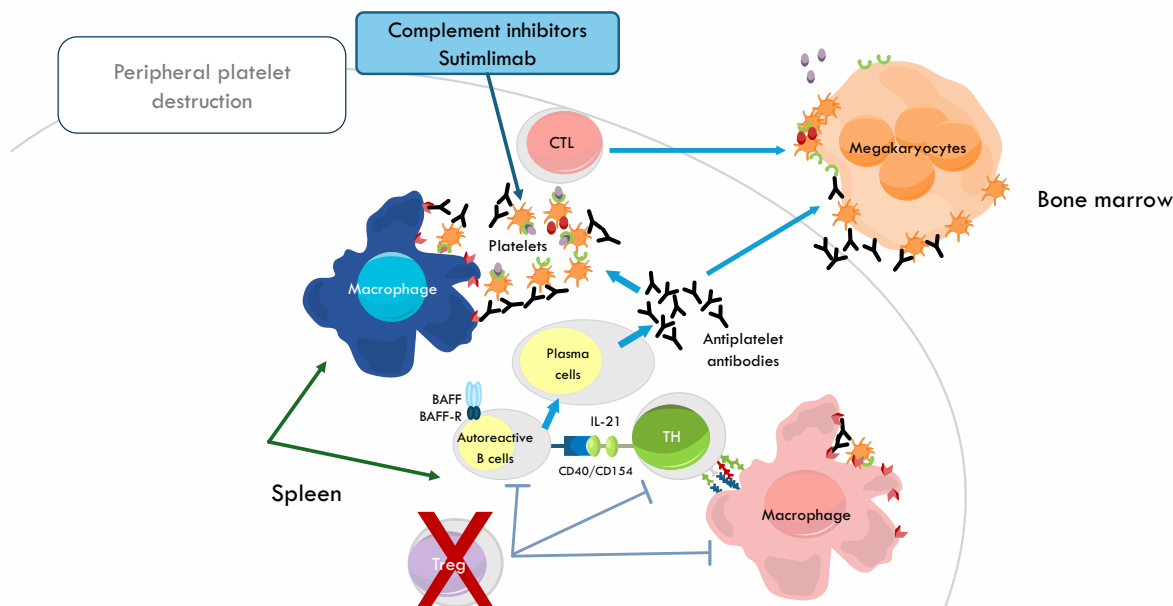 Complement inhibitors
Sutimlimab
Peripheral platelet
destruction
CTL
Megakaryocytes
Bone marrow
Platelets
Macrophage
Antiplatelet
antibodies
Plasma
cells
BAFF
BAFF-R
IL-21
Autoreactive
B cells
TH
CD40/CD154
Spleen
Macrophage
Treg